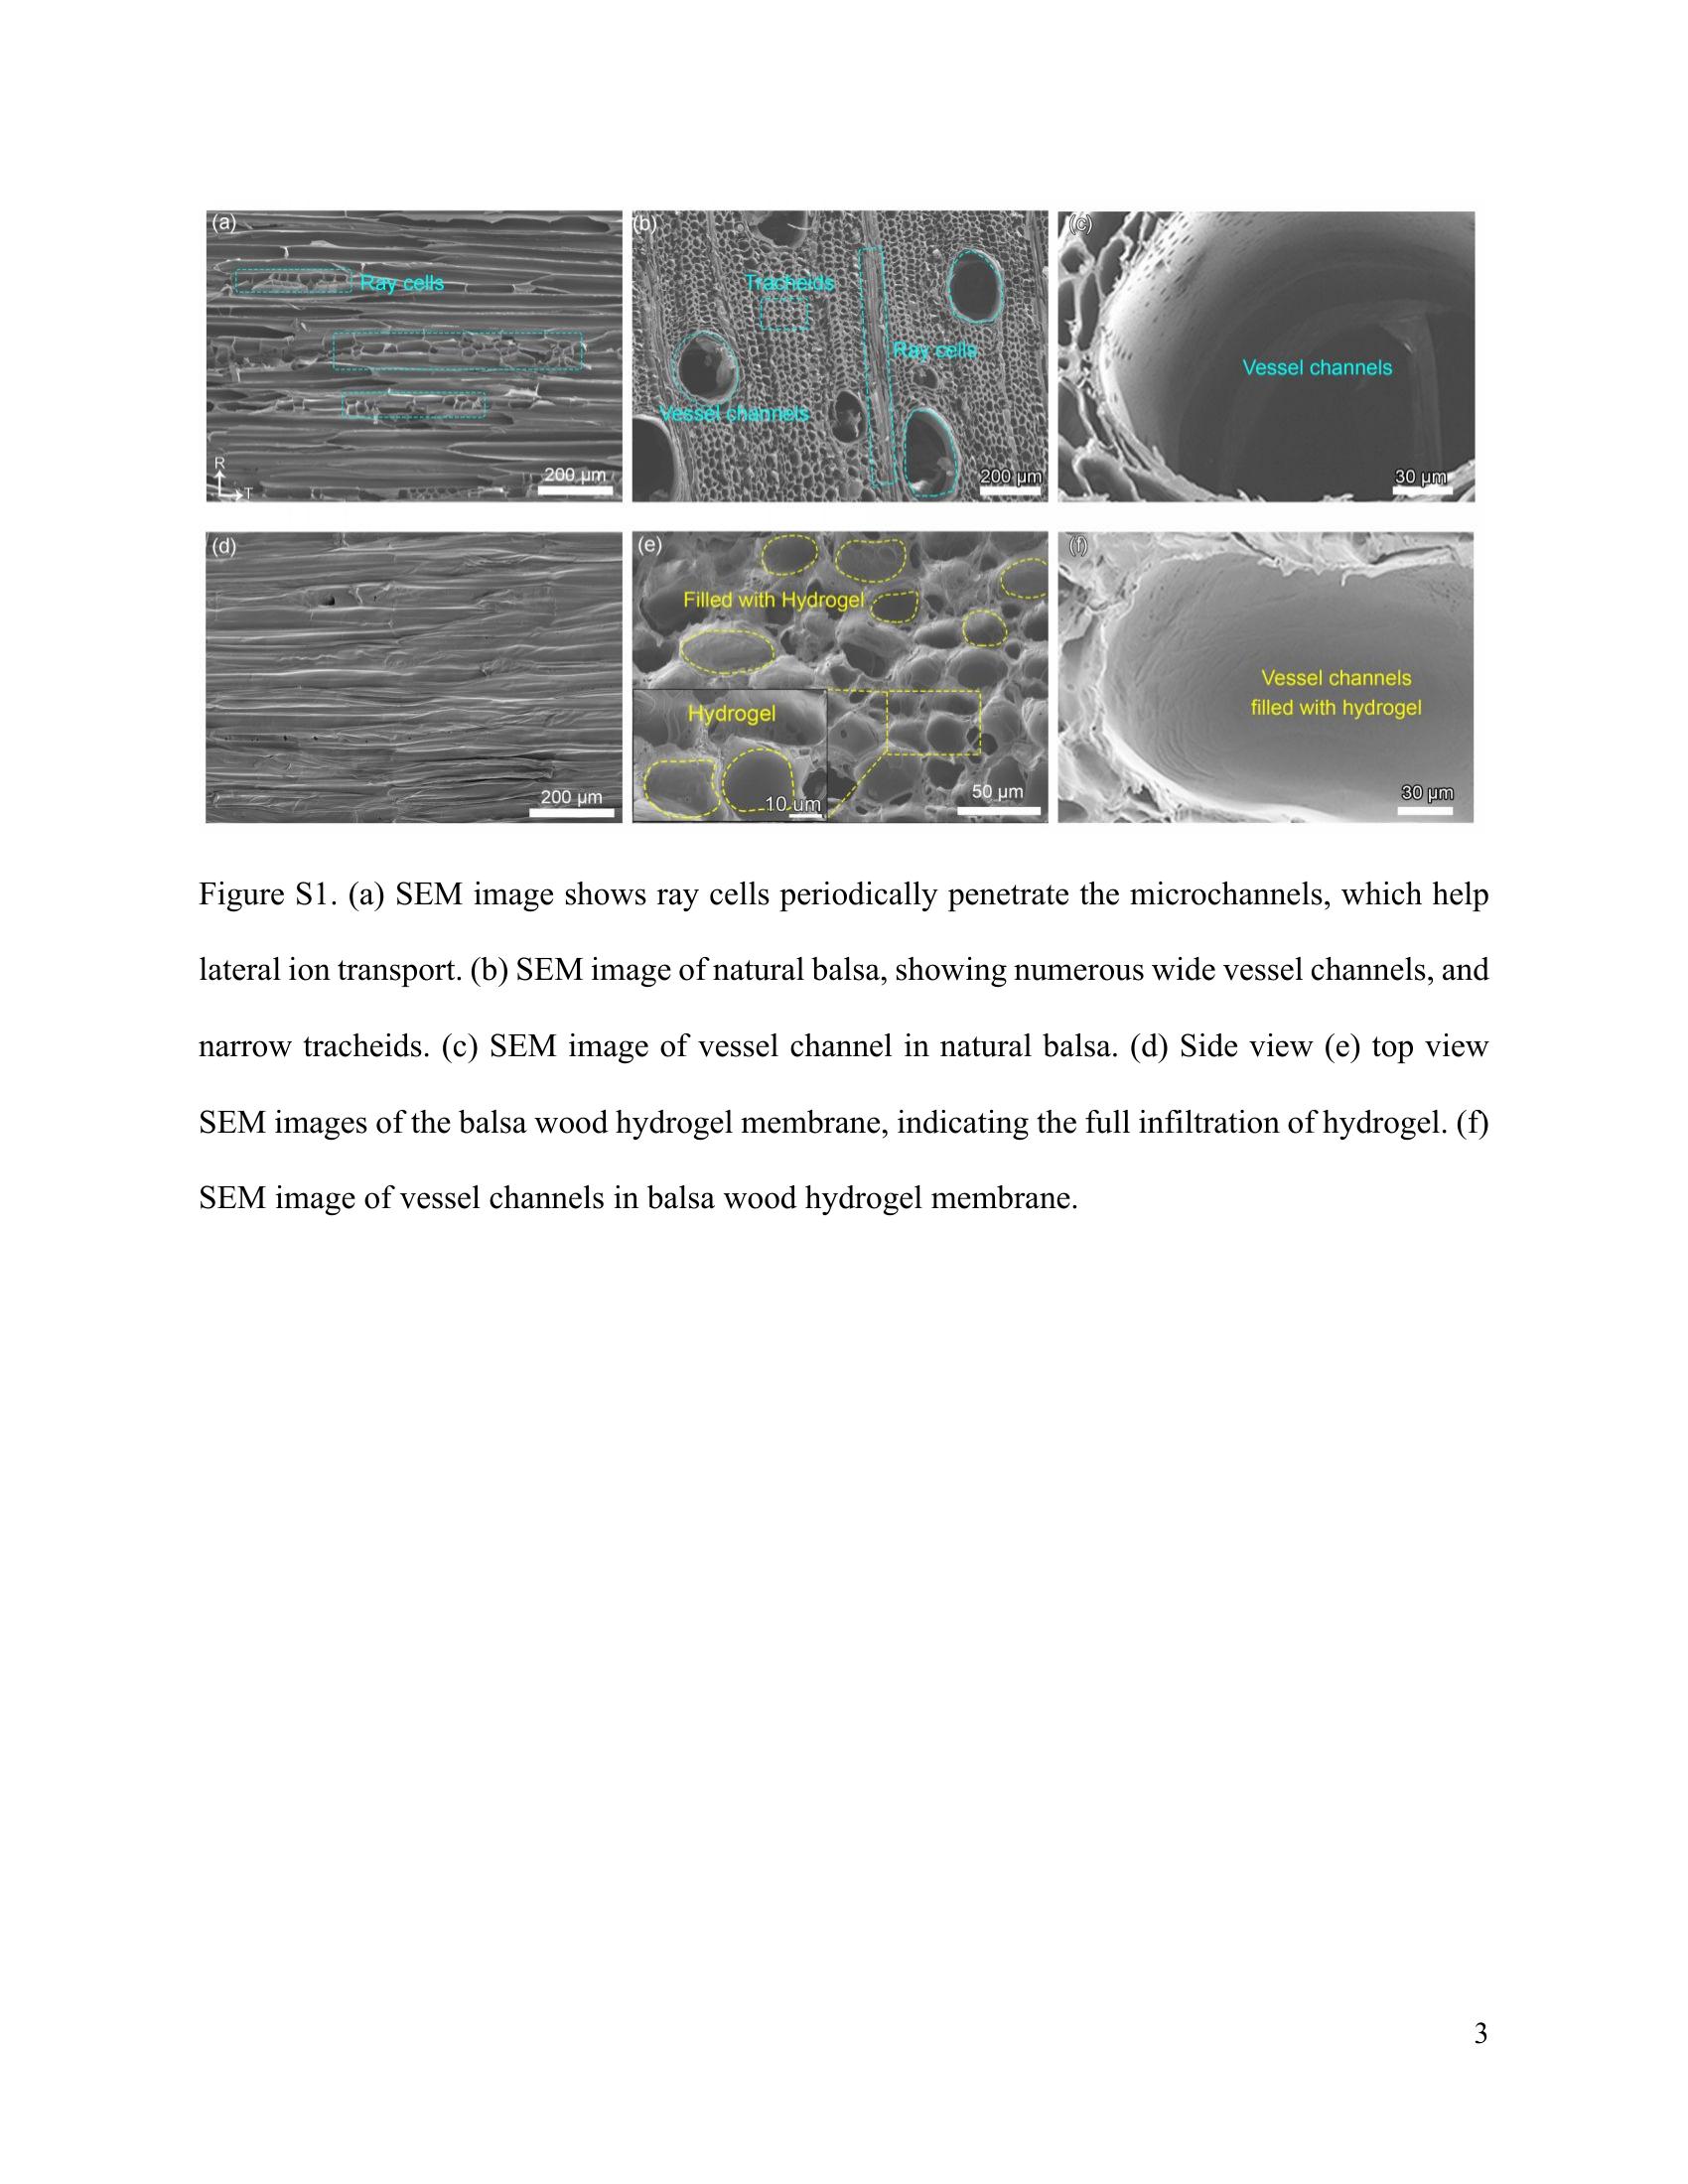 (a)
Ray cells
R
T
200 µm
(b)
Tracheids
Ray cells
Vessel channels
200 µm
(c)
Vessel channels
30 µm
(d)
200 µm
(e)
Filled with Hydrogel
Hydrogel
10 um
50 µm
(f)
Vessel channels
filled with hydrogel
30 µm
Figure S1. (a) SEM image shows ray cells periodically penetrate the microchannels, which help
lateral ion transport. (b) SEM image of natural balsa, showing numerous wide vessel channels, and
narrow tracheids. (c) SEM image of vessel channel in natural balsa. (d) Side view (e) top view
SEM images of the balsa wood hydrogel membrane, indicating the full infiltration of hydrogel. (f)
SEM image of vessel channels in balsa wood hydrogel membrane.
3